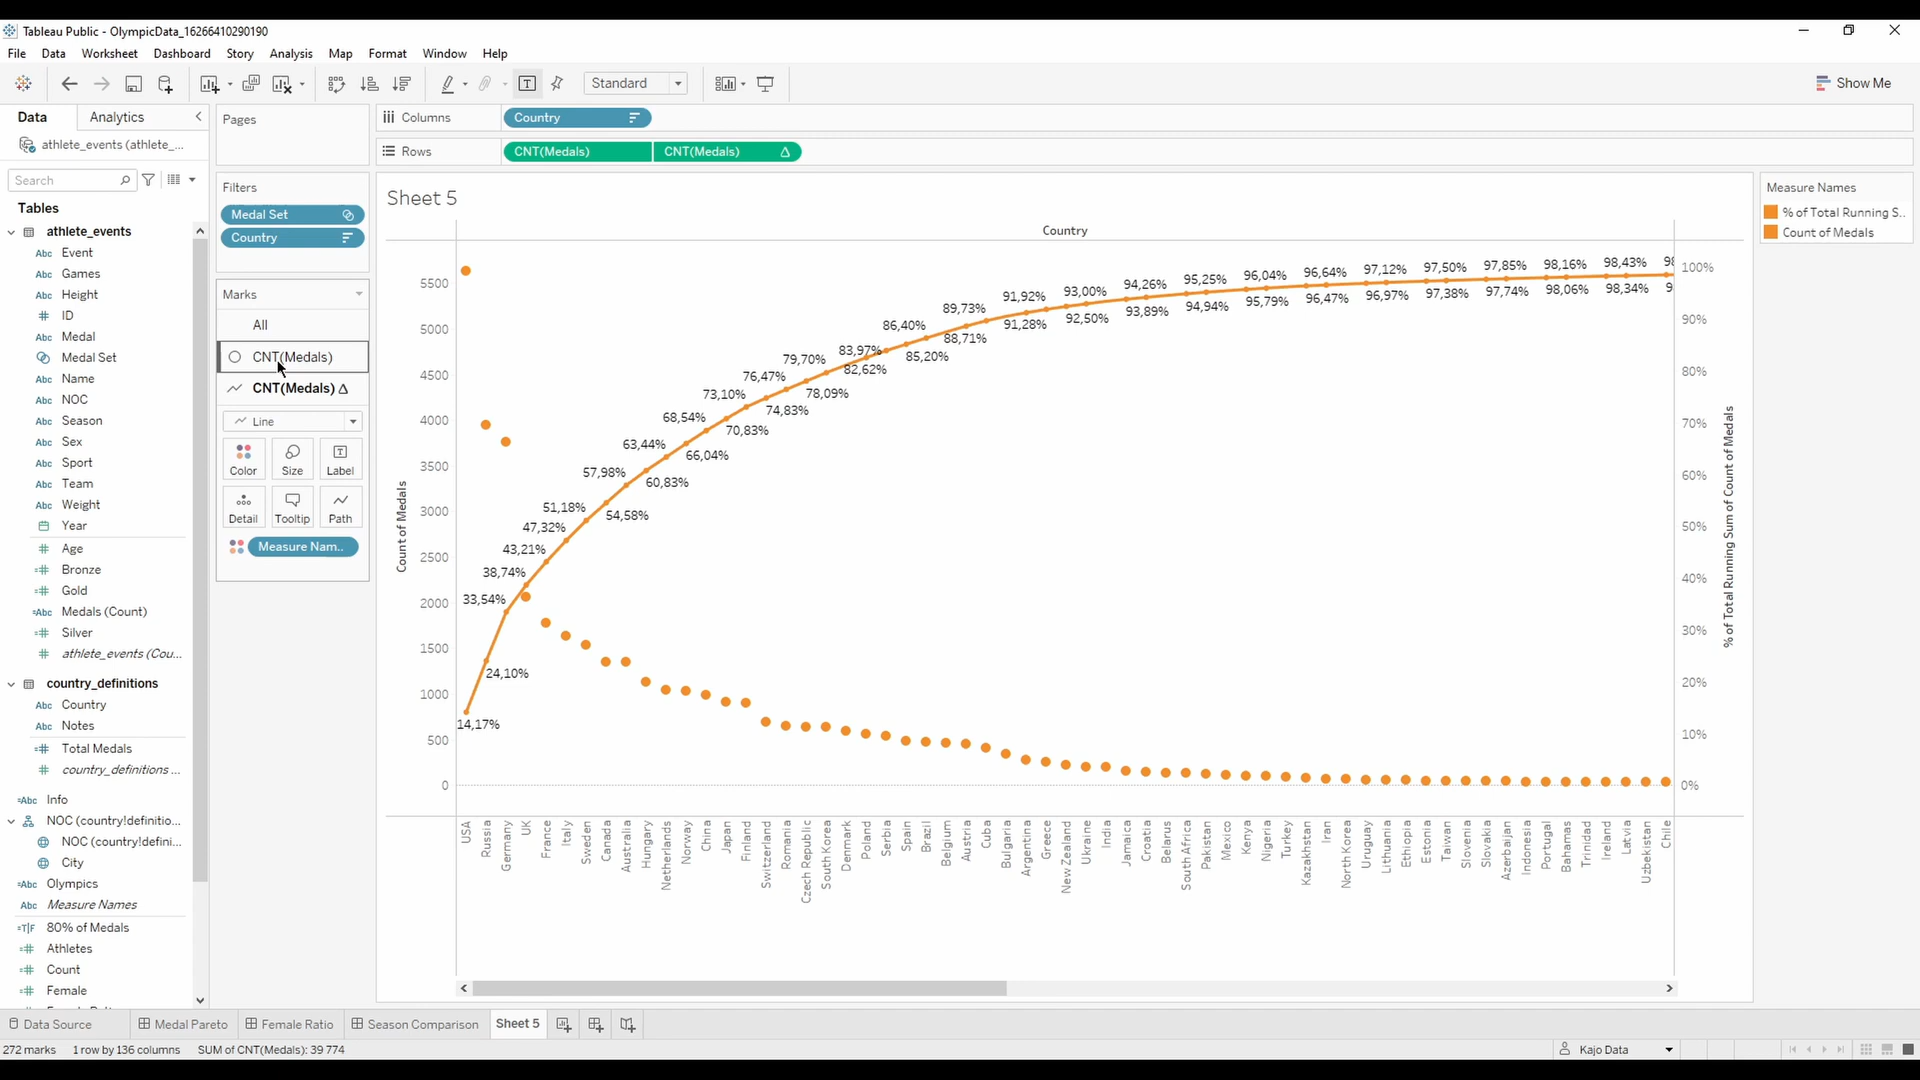 Tableau Public - OlympicData_16266410290190
File Data Worksheet Dashboard Story Analysis Map Format Window Help
Standard
Show Me
Data Analytics
athlete_events (athlete_...
Search
Tables
athlete_events
Abc Event
Abc Games
Abc Height
# ID
Abc Medal
Medal Set
Abc Name
Abc NOC
Abc Season
Abc Sex
Abc Sport
Abc Team
Abc Weight
Year
# Age
=# Bronze
=# Gold
=Abc Medals (Count)
=# Silver
# athlete_events (Cou...
country_definitions
Abc Country
Abc Notes
=# Total Medals
# country_definitions ...
=Abc Info
NOC (country!definitio...
NOC (country!defini...
City
=Abc Olympics
Abc Measure Names
=T|F 80% of Medals
=# Athletes
=# Count
=# Female
Pages
Filters
Medal Set
Country
Marks
All
CNT(Medals)
CNT(Medals) Δ
Line
Color Size Label
Detail Tooltip Path
Measure Nam..
Columns Country
Rows CNT(Medals) CNT(Medals) Δ
Sheet 5
Country
Count of Medals
5500
5000
4500
4000
3500
3000
2500
2000
1500
1000
500
0
14,17%
24,10%
33,54%
38,74%
43,21%
47,32%
51,18%
54,58%
57,98%
60,83%
63,44%
66,04%
68,54%
70,83%
73,10%
74,83%
76,47%
78,09%
79,70%
82,62%
83,97%
85,20%
86,40%
88,71%
89,73%
91,28%
91,92%
92,50%
93,00%
93,89%
94,26%
94,94%
95,25%
95,79%
96,04%
96,47%
96,64%
96,97%
97,12%
97,38%
97,50%
97,74%
97,85%
98,06%
98,16%
98,34%
98,43%
100%
90%
80%
70%
60%
50%
40%
30%
20%
10%
0%
% of Total Running Sum of Count of Medals
USA
Russia
Germany
UK
France
Italy
Sweden
Canada
Australia
Hungary
Netherlands
Norway
China
Japan
Finland
Switzerland
Romania
Czech Republic
South Korea
Denmark
Poland
Serbia
Spain
Brazil
Belgium
Austria
Cuba
Bulgaria
Argentina
Greece
New Zealand
Ukraine
India
Jamaica
Croatia
Belarus
South Africa
Pakistan
Mexico
Kenya
Nigeria
Turkey
Kazakhstan
Iran
North Korea
Uruguay
Lithuania
Ethiopia
Estonia
Taiwan
Slovenia
Slovakia
Azerbaijan
Indonesia
Portugal
Bahamas
Trinidad
Ireland
Latvia
Uzbekistan
Chile
Measure Names
% of Total Running S..
Count of Medals
Data Source Medal Pareto Female Ratio Season Comparison Sheet 5
272 marks 1 row by 136 columns SUM of CNT(Medals): 39 774
Kajo Data